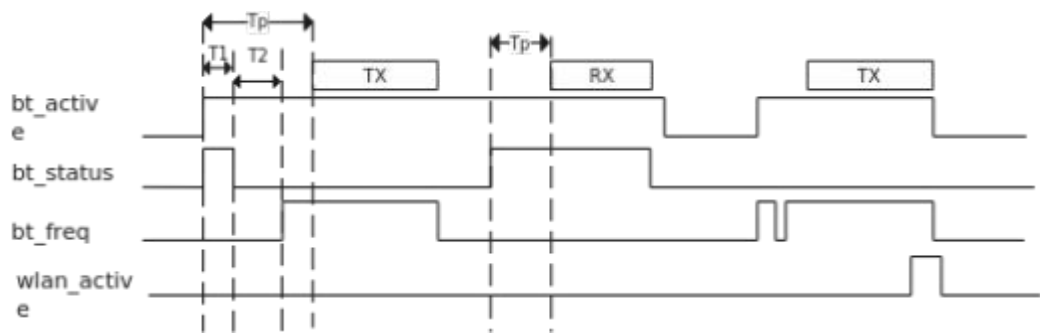 Tp
T1 T2 Tp
TX RX TX
bt_activ
e
bt_status
bt_freq
wlan_activ
e